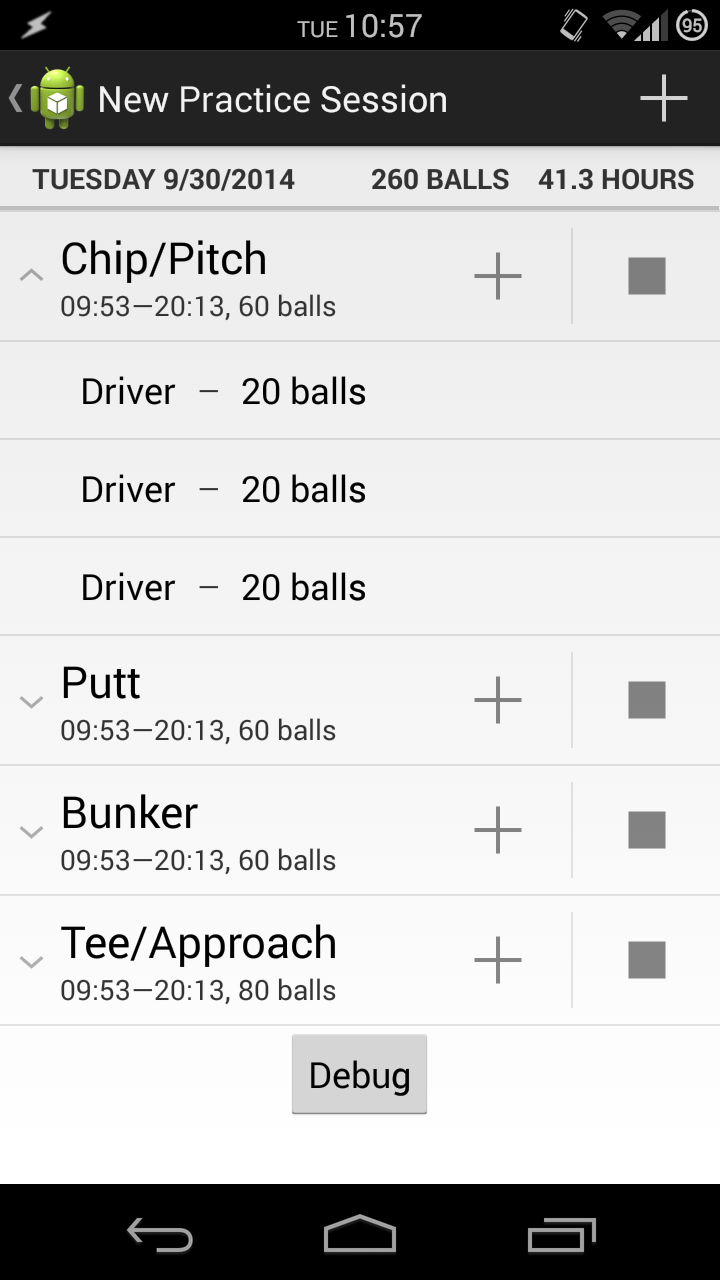 TUE 10:57
95
New Practice Session
TUESDAY 9/30/2014 260 BALLS 41.3 HOURS
Chip/Pitch
09:53—20:13, 60 balls
Driver – 20 balls
Driver – 20 balls
Driver – 20 balls
Putt
09:53—20:13, 60 balls
Bunker
09:53—20:13, 60 balls
Tee/Approach
09:53—20:13, 80 balls
Debug